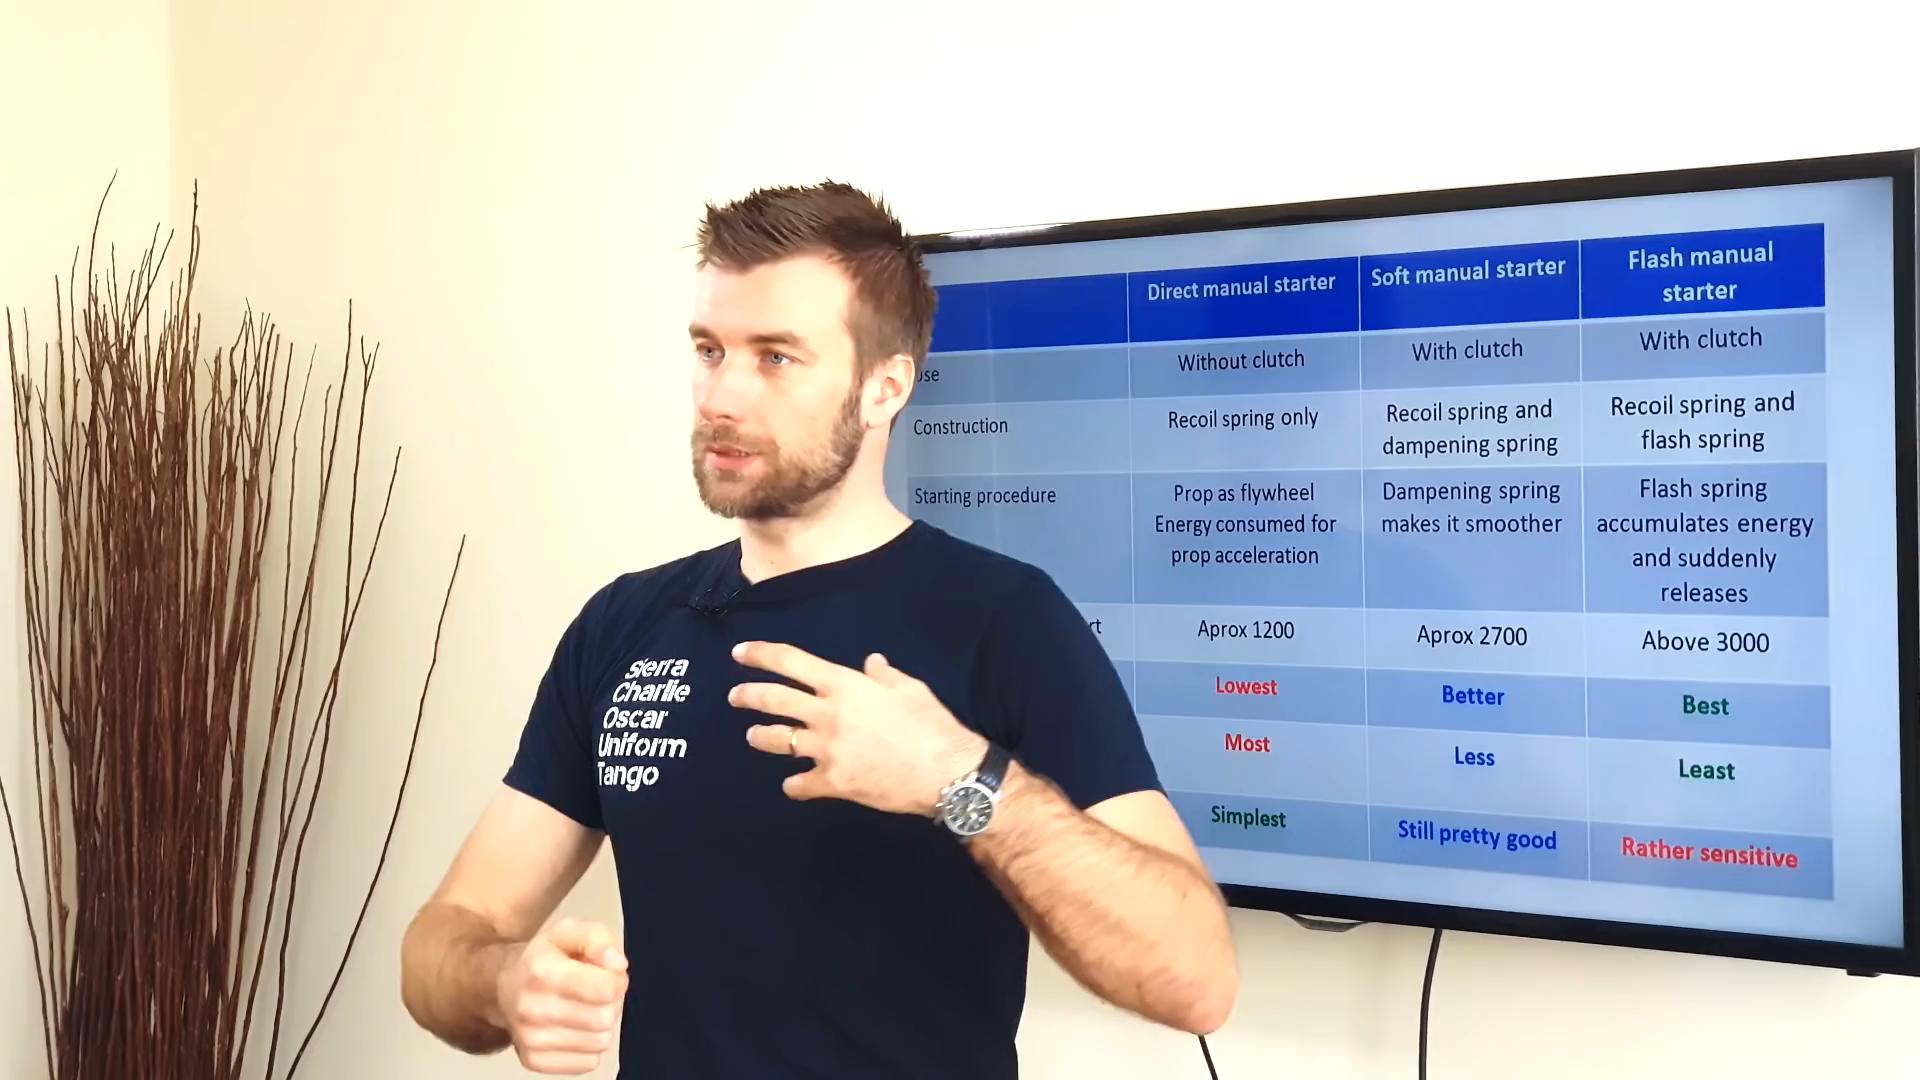 Sierra
Charlie
Oscar
Uniform
Tango
Direct manual starter
Soft manual starter
Flash manual
starter
Without clutch
With clutch
With clutch
Construction
Recoil spring only
Recoil spring and
dampening spring
Recoil spring and
flash spring
Starting procedure
Prop as flywheel
Energy consumed for
prop acceleration
Dampening spring
makes it smoother
Flash spring
accumulates energy
and suddenly
releases
Aprox 1200
Aprox 2700
Above 3000
Lowest
Better
Best
Most
Less
Least
Simplest
Still pretty good
Rather sensitive